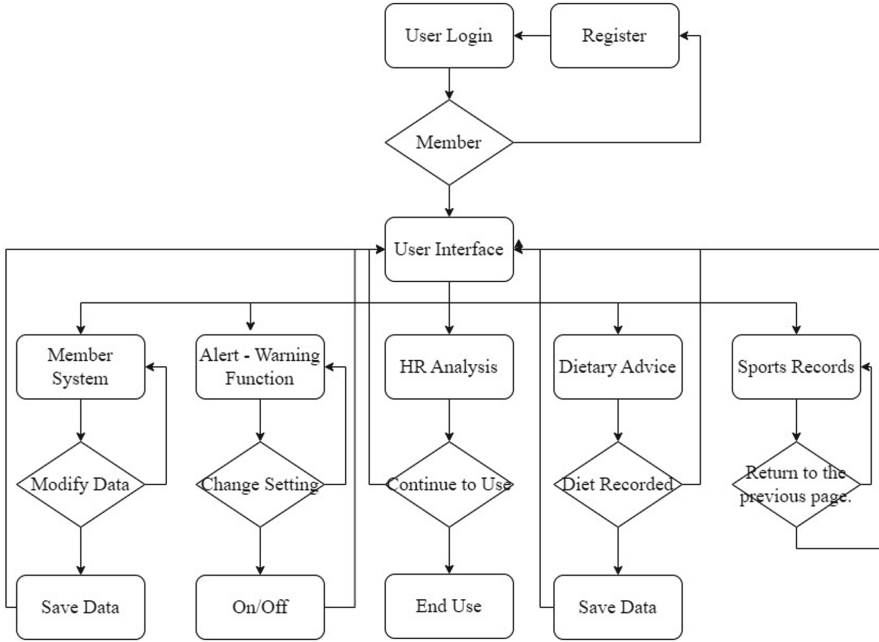 User Login
Register
Member
User Interface
Member
System
Alert - Warning
Function
HR Analysis
Dietary Advice
Sports Records
Modify Data
Change Setting
Continue to Use
Diet Recorded
Return to the
previous page.
Save Data
On/Off
End Use
Save Data